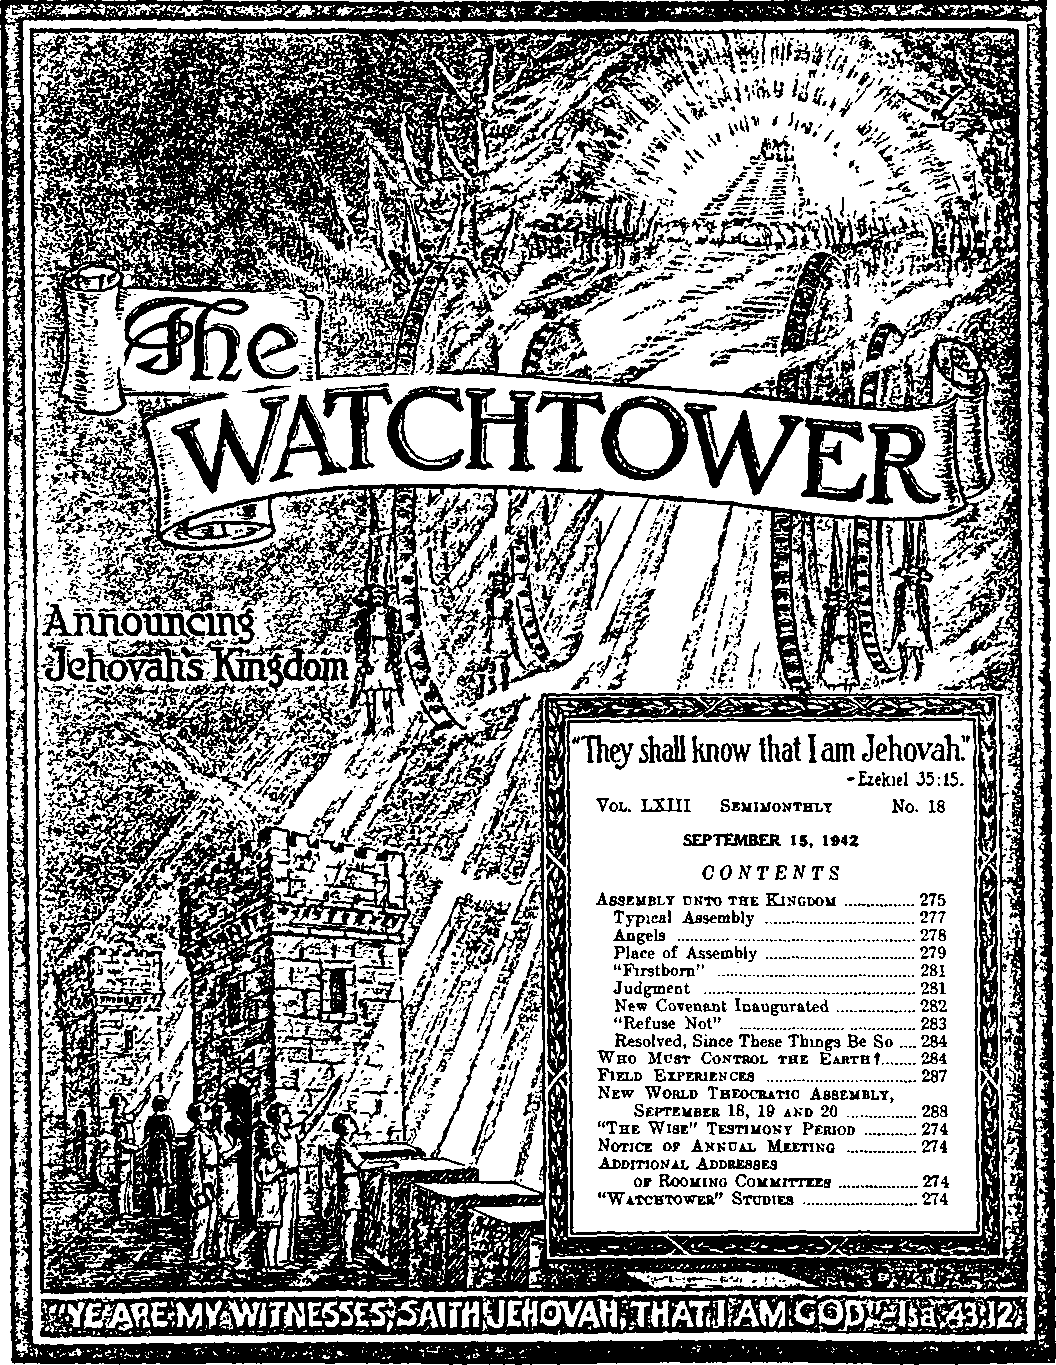 The
WATCHTOWER
Announcing
Jehovah's Kingdom
"They shall know that I am Jehovah."
-Ezekiel 35:15.
VOL. LXIII SEMIMONTHLY No. 18
SEPTEMBER 15, 1942
CONTENTS
ASSEMBLY UNTO THE KINGDOM ............... 275
Typical Assembly ................................ 277
Angels ................................................... 278
Place of Assembly ................................ 279
"Firstborn" .......................................... 281
Judgment ............................................. 281
New Covenant Inaugurated ................. 282
"Refuse Not" ...................................... 283
Resolved, Since These Things Be So .... 284
WHO MUST CONTROL THE EARTH? ....... 284
FIELD EXPERIENCES ................................ 287
NEW WORLD THEOCRATIC ASSEMBLY,
SEPTEMBER 18, 19 AND 20 ............... 288
"THE WISE" TESTIMONY PERIOD ........... 274
NOTICE OF ANNUAL MEETING ............... 274
ADDITIONAL ADDRESSES
OF ROOMING COMMITTEES ................. 274
"WATCHTOWER" STUDIES ........................ 274
"YE ARE MY WITNESSES, SAITH JEHOVAH, THAT I AM GOD."-Isa. 43:12